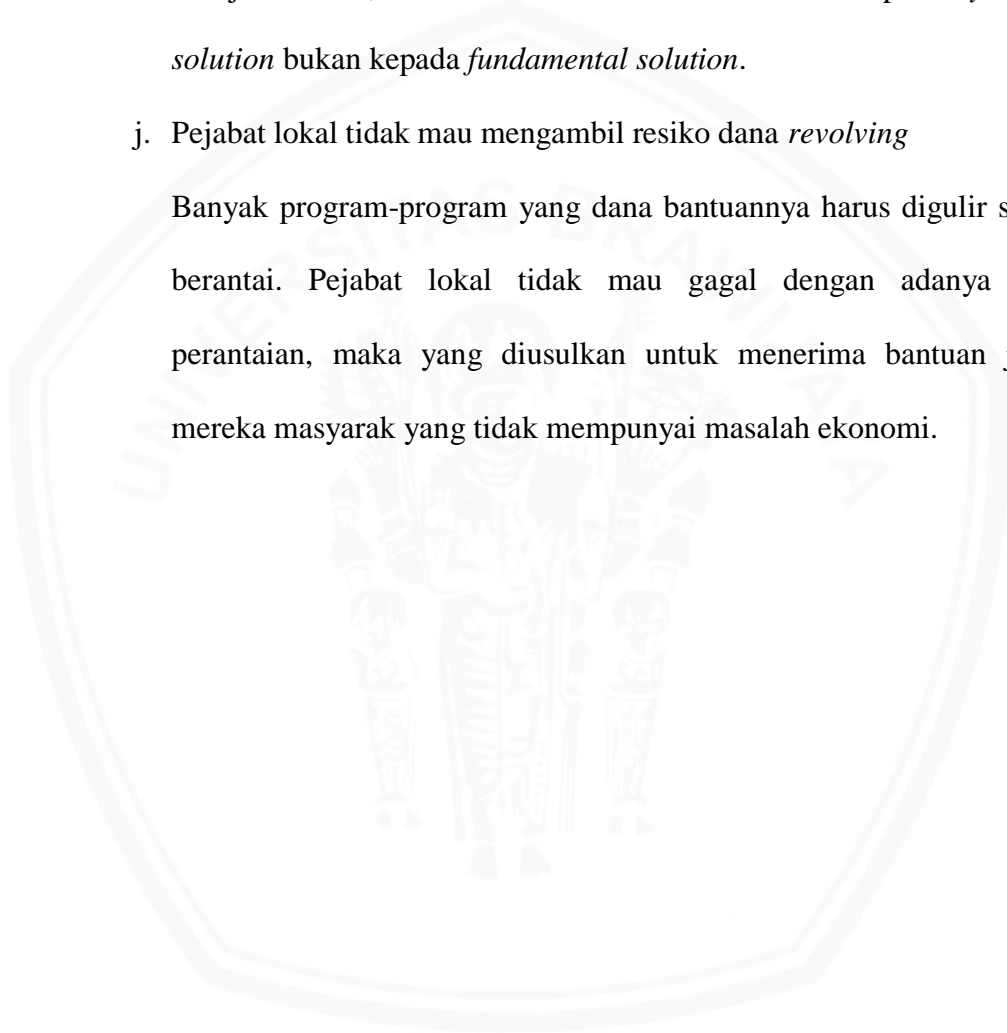 solution bukan kepada fundamental solution.
j. Pejabat lokal tidak mau mengambil resiko dana revolving
Banyak program-program yang dana bantuannya harus digulir
berantai. Pejabat lokal tidak mau gagal dengan adanya
perantaian, maka yang diusulkan untuk menerima bantuan
mereka masyarak yang tidak mempunyai masalah ekonomi.
UNIVERSITAS BRAWIJAYA